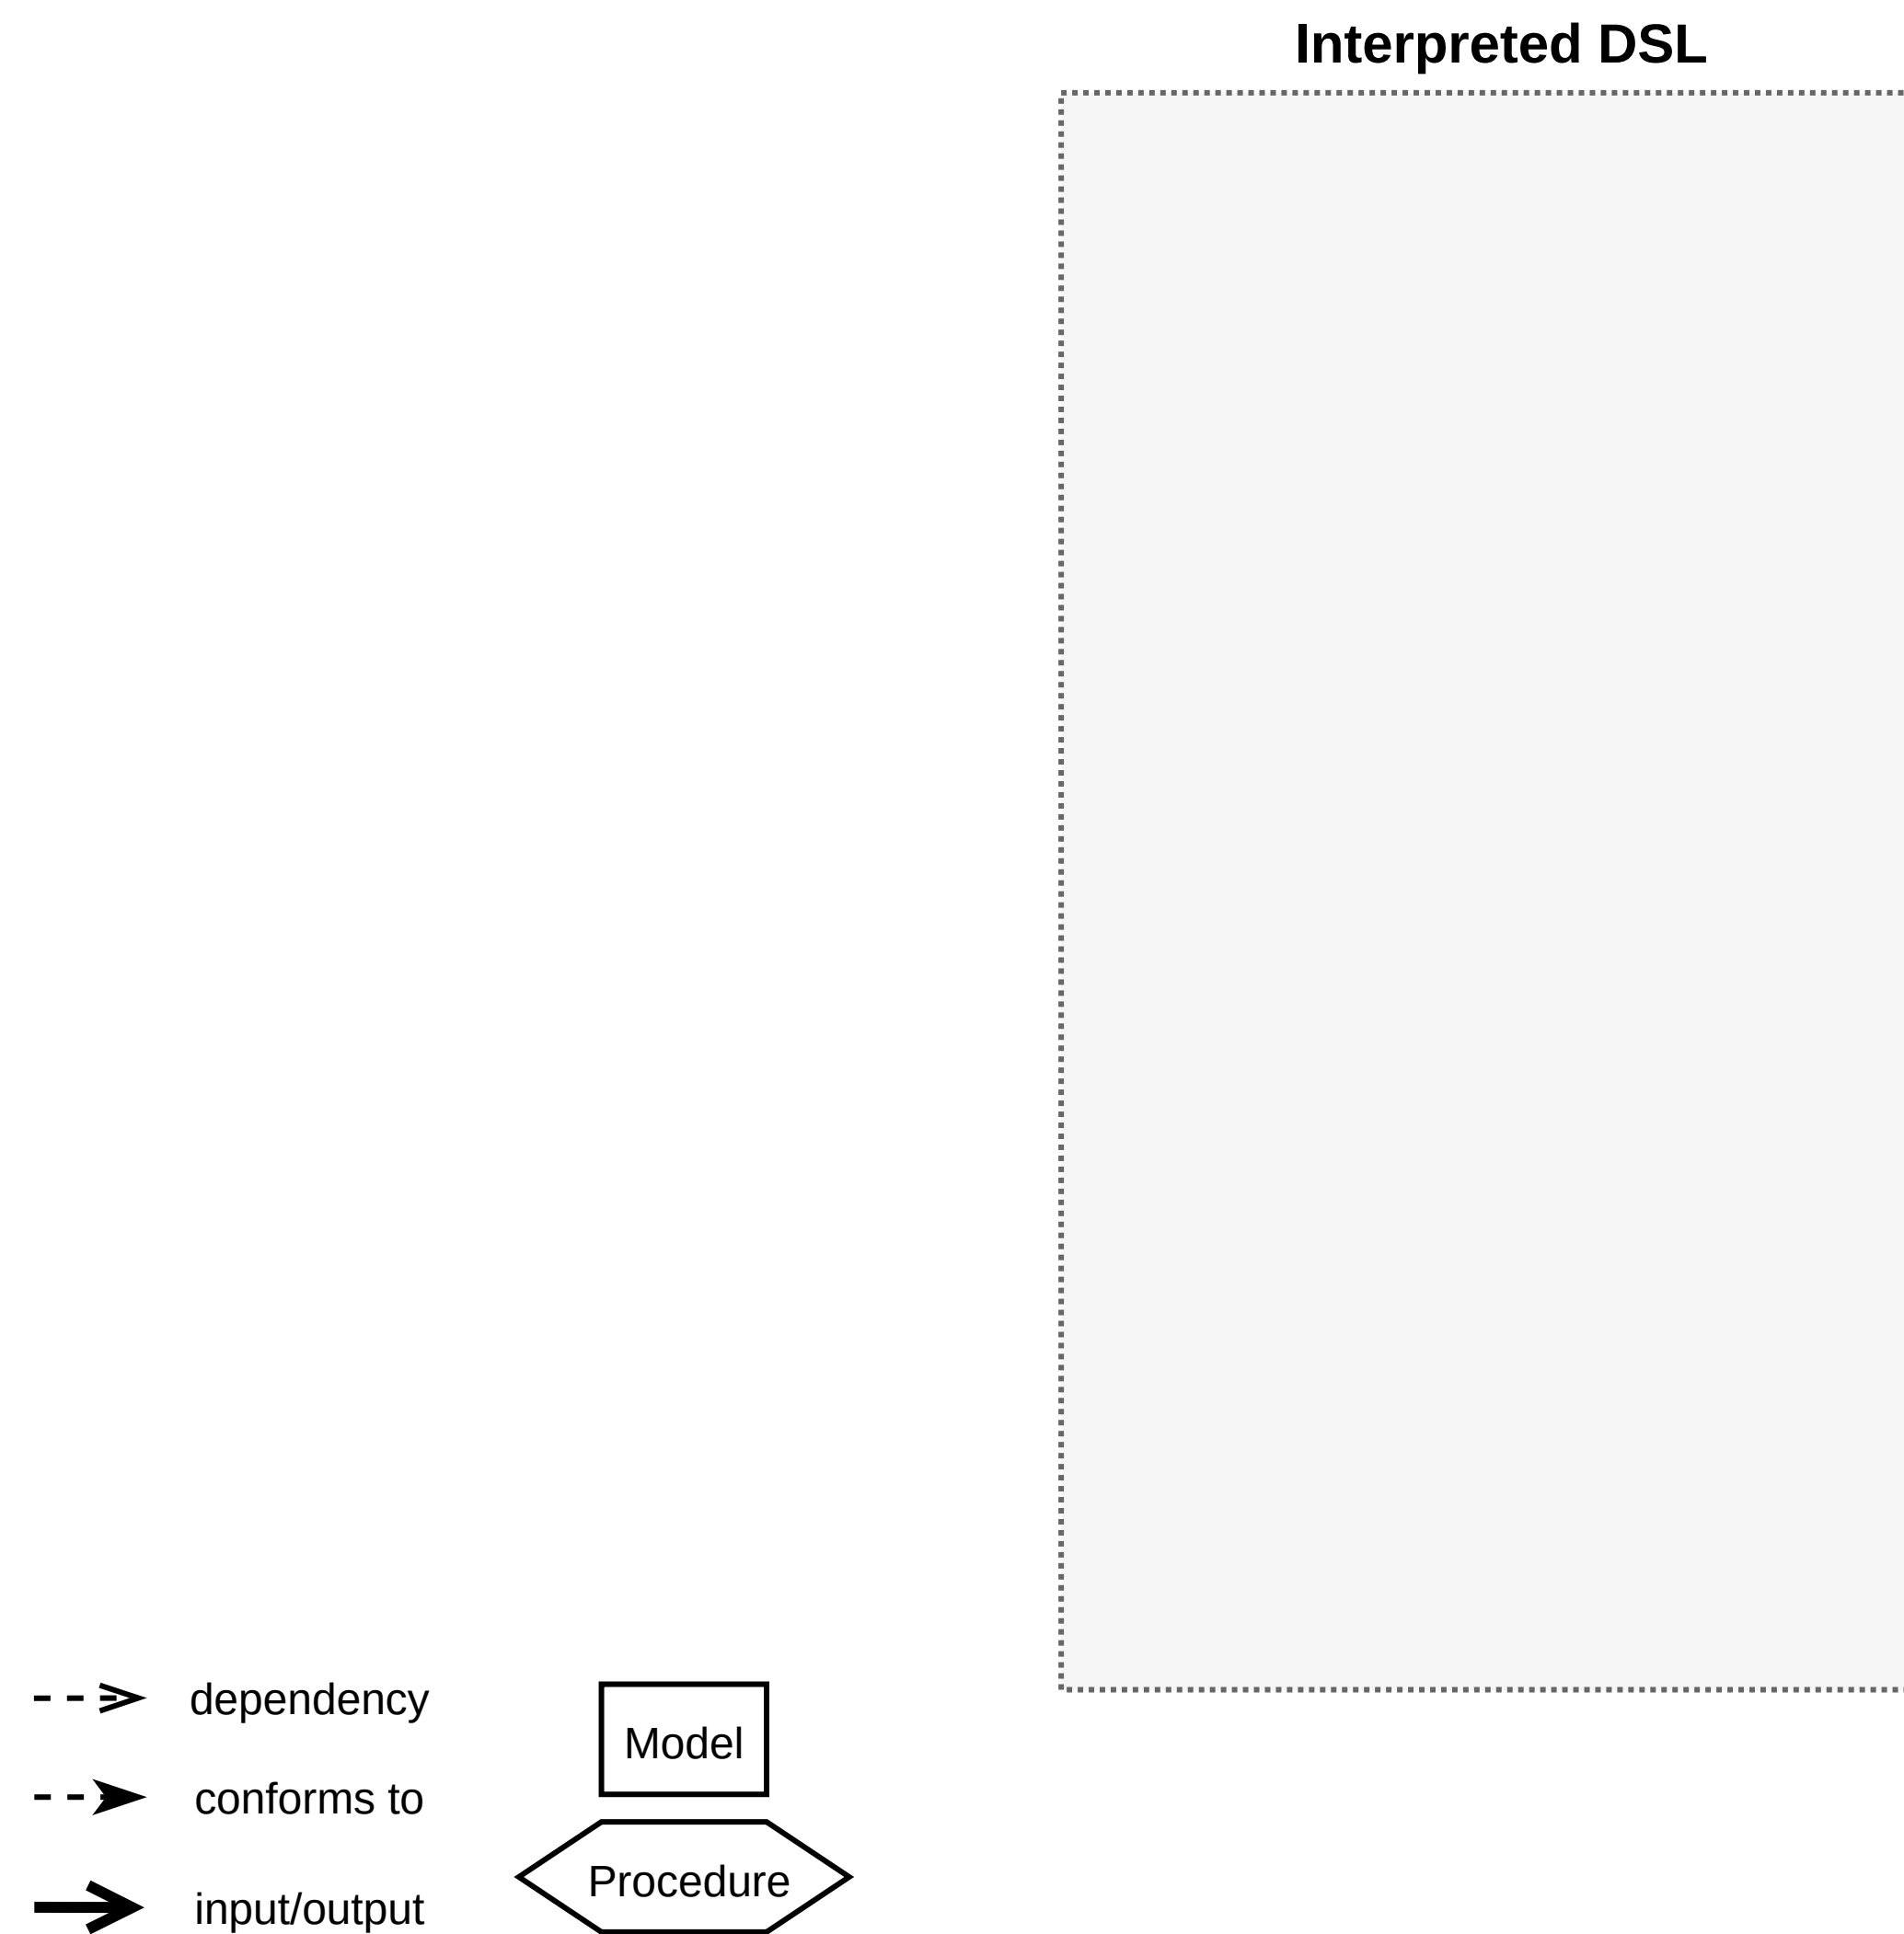 Interpreted DSL
dependency
Model
conforms to
Procedure
input/output